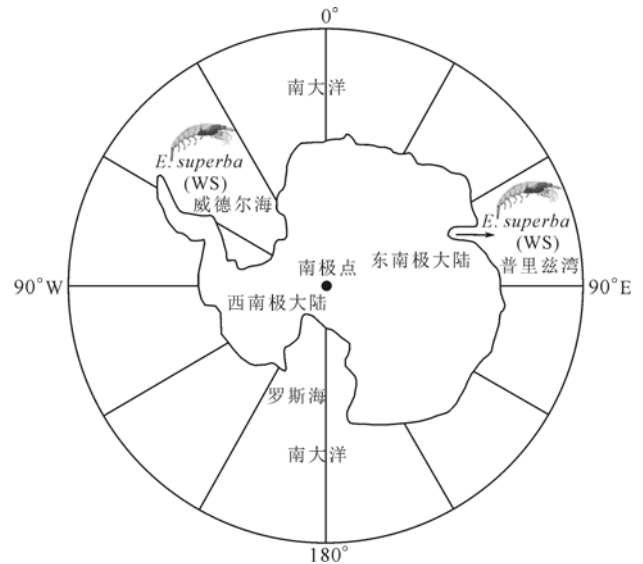 0°
南大洋
E. superba
(WS)
威德尔海
E. superba
(WS)
普里兹湾
南极点
东南极大陆
90°W
90°E
西南极大陆
罗斯海
南大洋
180°